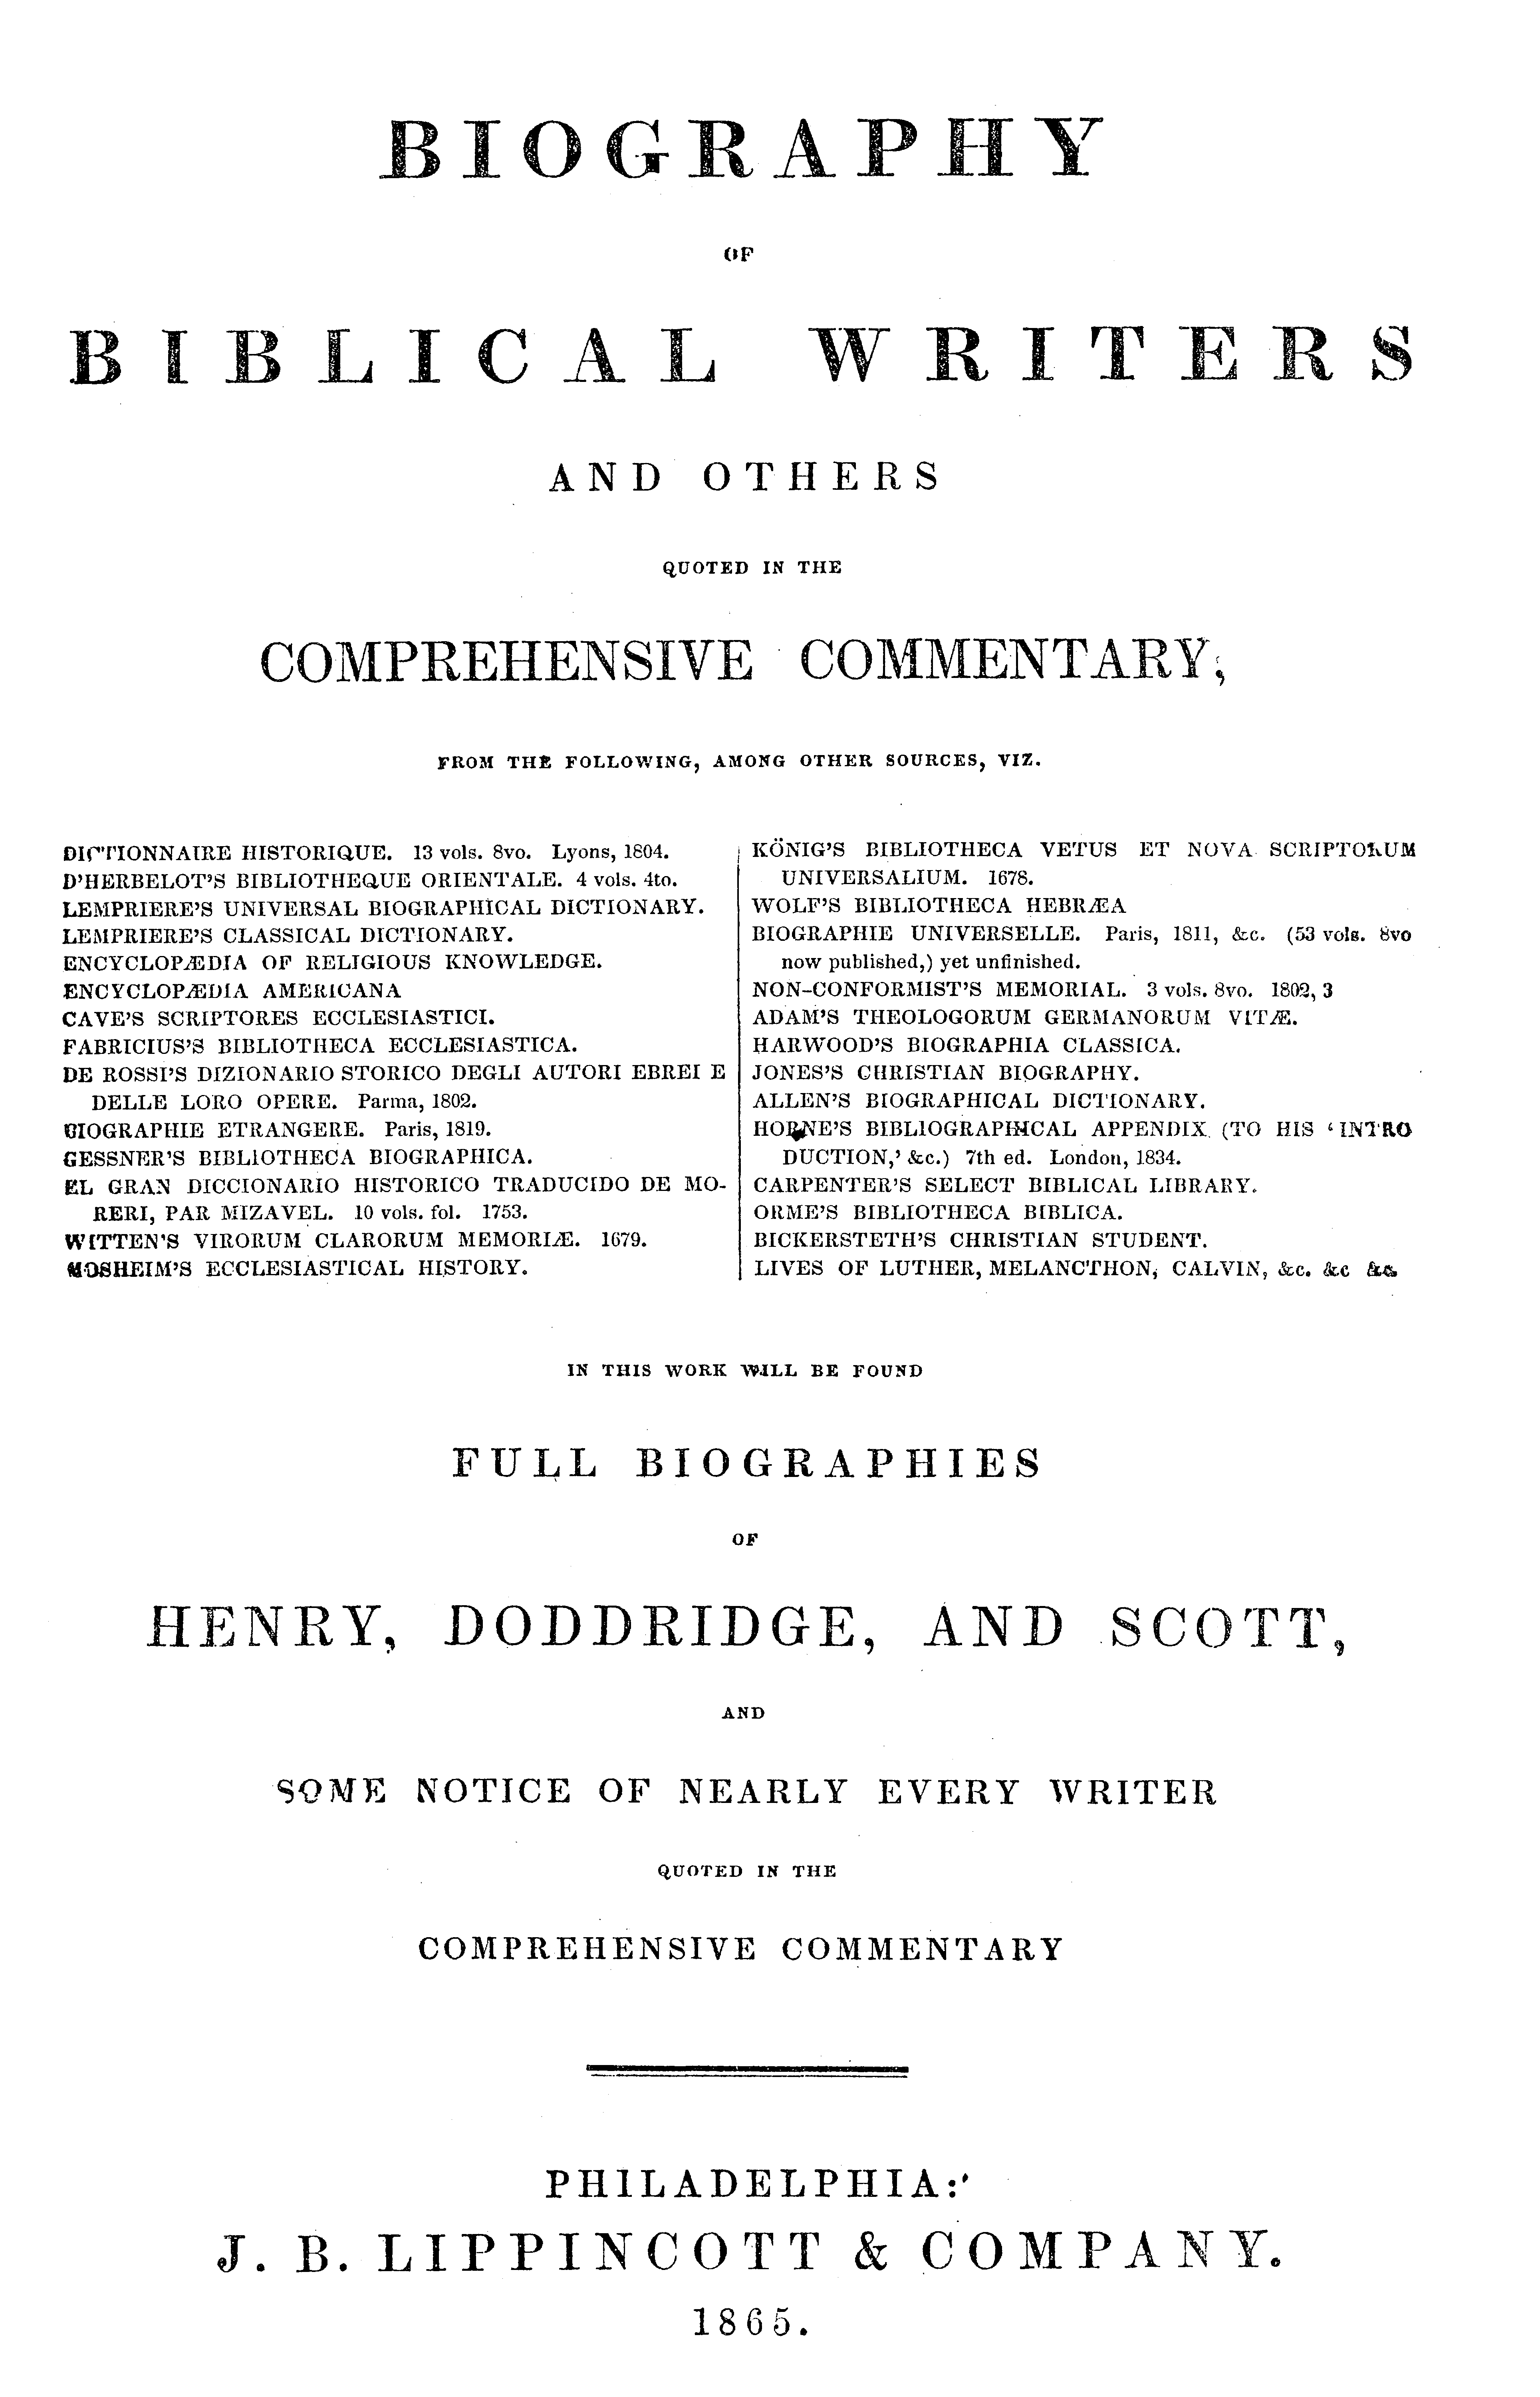 BIOGRAPHY
OF
BIBLICAL WRITERS
AND OTHERS
QUOTED IN THE
COMPREHENSIVE COMMENTARY,
FROM THE FOLLOWING, AMONG OTHER SOURCES, VIZ.
DICTIONNAIRE HISTORIQUE. 13 vols. 8vo. Lyons, 1804.
D'HERBELOT'S BIBLIOTHEQUE ORIENTALE. 4 vols. 4to.
LEMPRIERE'S UNIVERSAL BIOGRAPHICAL DICTIONARY.
LEMPRIERE'S CLASSICAL DICTIONARY.
ENCYCLOPÆDIA OF RELIGIOUS KNOWLEDGE.
ENCYCLOPÆDIA AMERICANA
CAVE'S SCRIPTORES ECCLESIASTICI.
FABRICIUS'S BIBLIOTHECA ECCLESIASTICA.
DE ROSSI'S DIZIONARIO STORICO DEGLI AUTORI EBREI E
DELLE LORO OPERE. Parma, 1802.
BIOGRAPHIE ETRANGERE. Paris, 1819.
GESSNER'S BIBLIOTHECA BIOGRAPHICA.
EL GRAN DICCIONARIO HISTORICO TRADUCIDO DE MO-
RERI, PAR MIZAVEL. 10 vols. fol. 1753.
WITTEN'S VIRORUM CLARORUM MEMORIÆ. 1679.
MOSHEIM'S ECCLESIASTICAL HISTORY.
KÖNIG'S BIBLIOTHECA VETUS ET NOVA SCRIPTORUM
UNIVERSALIUM. 1678.
WOLF'S BIBLIOTHECA HEBRÆA
BIOGRAPHIE UNIVERSELLE. Paris, 1811, &c. (53 vols. 8vo
now published,) yet unfinished.
NON-CONFORMIST'S MEMORIAL. 3 vols. 8vo. 1802, 3
ADAM'S THEOLOGORUM GERMANORUM VITÆ.
HARWOOD'S BIOGRAPHIA CLASSICA.
JONES'S CHRISTIAN BIOGRAPHY.
ALLEN'S BIOGRAPHICAL DICTIONARY.
HORNE'S BIBLIOGRAPHICAL APPENDIX (TO HIS 'INTRO
DUCTION,' &c.) 7th ed. London, 1834.
CARPENTER'S SELECT BIBLICAL LIBRARY.
ORME'S BIBLIOTHECA BIBLICA.
BICKERSTETH'S CHRISTIAN STUDENT.
LIVES OF LUTHER, MELANCTHON, CALVIN, &c. &c &c.
IN THIS WORK WILL BE FOUND
FULL BIOGRAPHIES
OF
HENRY, DODDRIDGE, AND SCOTT,
AND
SOME NOTICE OF NEARLY EVERY WRITER
QUOTED IN THE
COMPREHENSIVE COMMENTARY
PHILADELPHIA:
J. B. LIPPINCOTT & COMPANY.
1865.